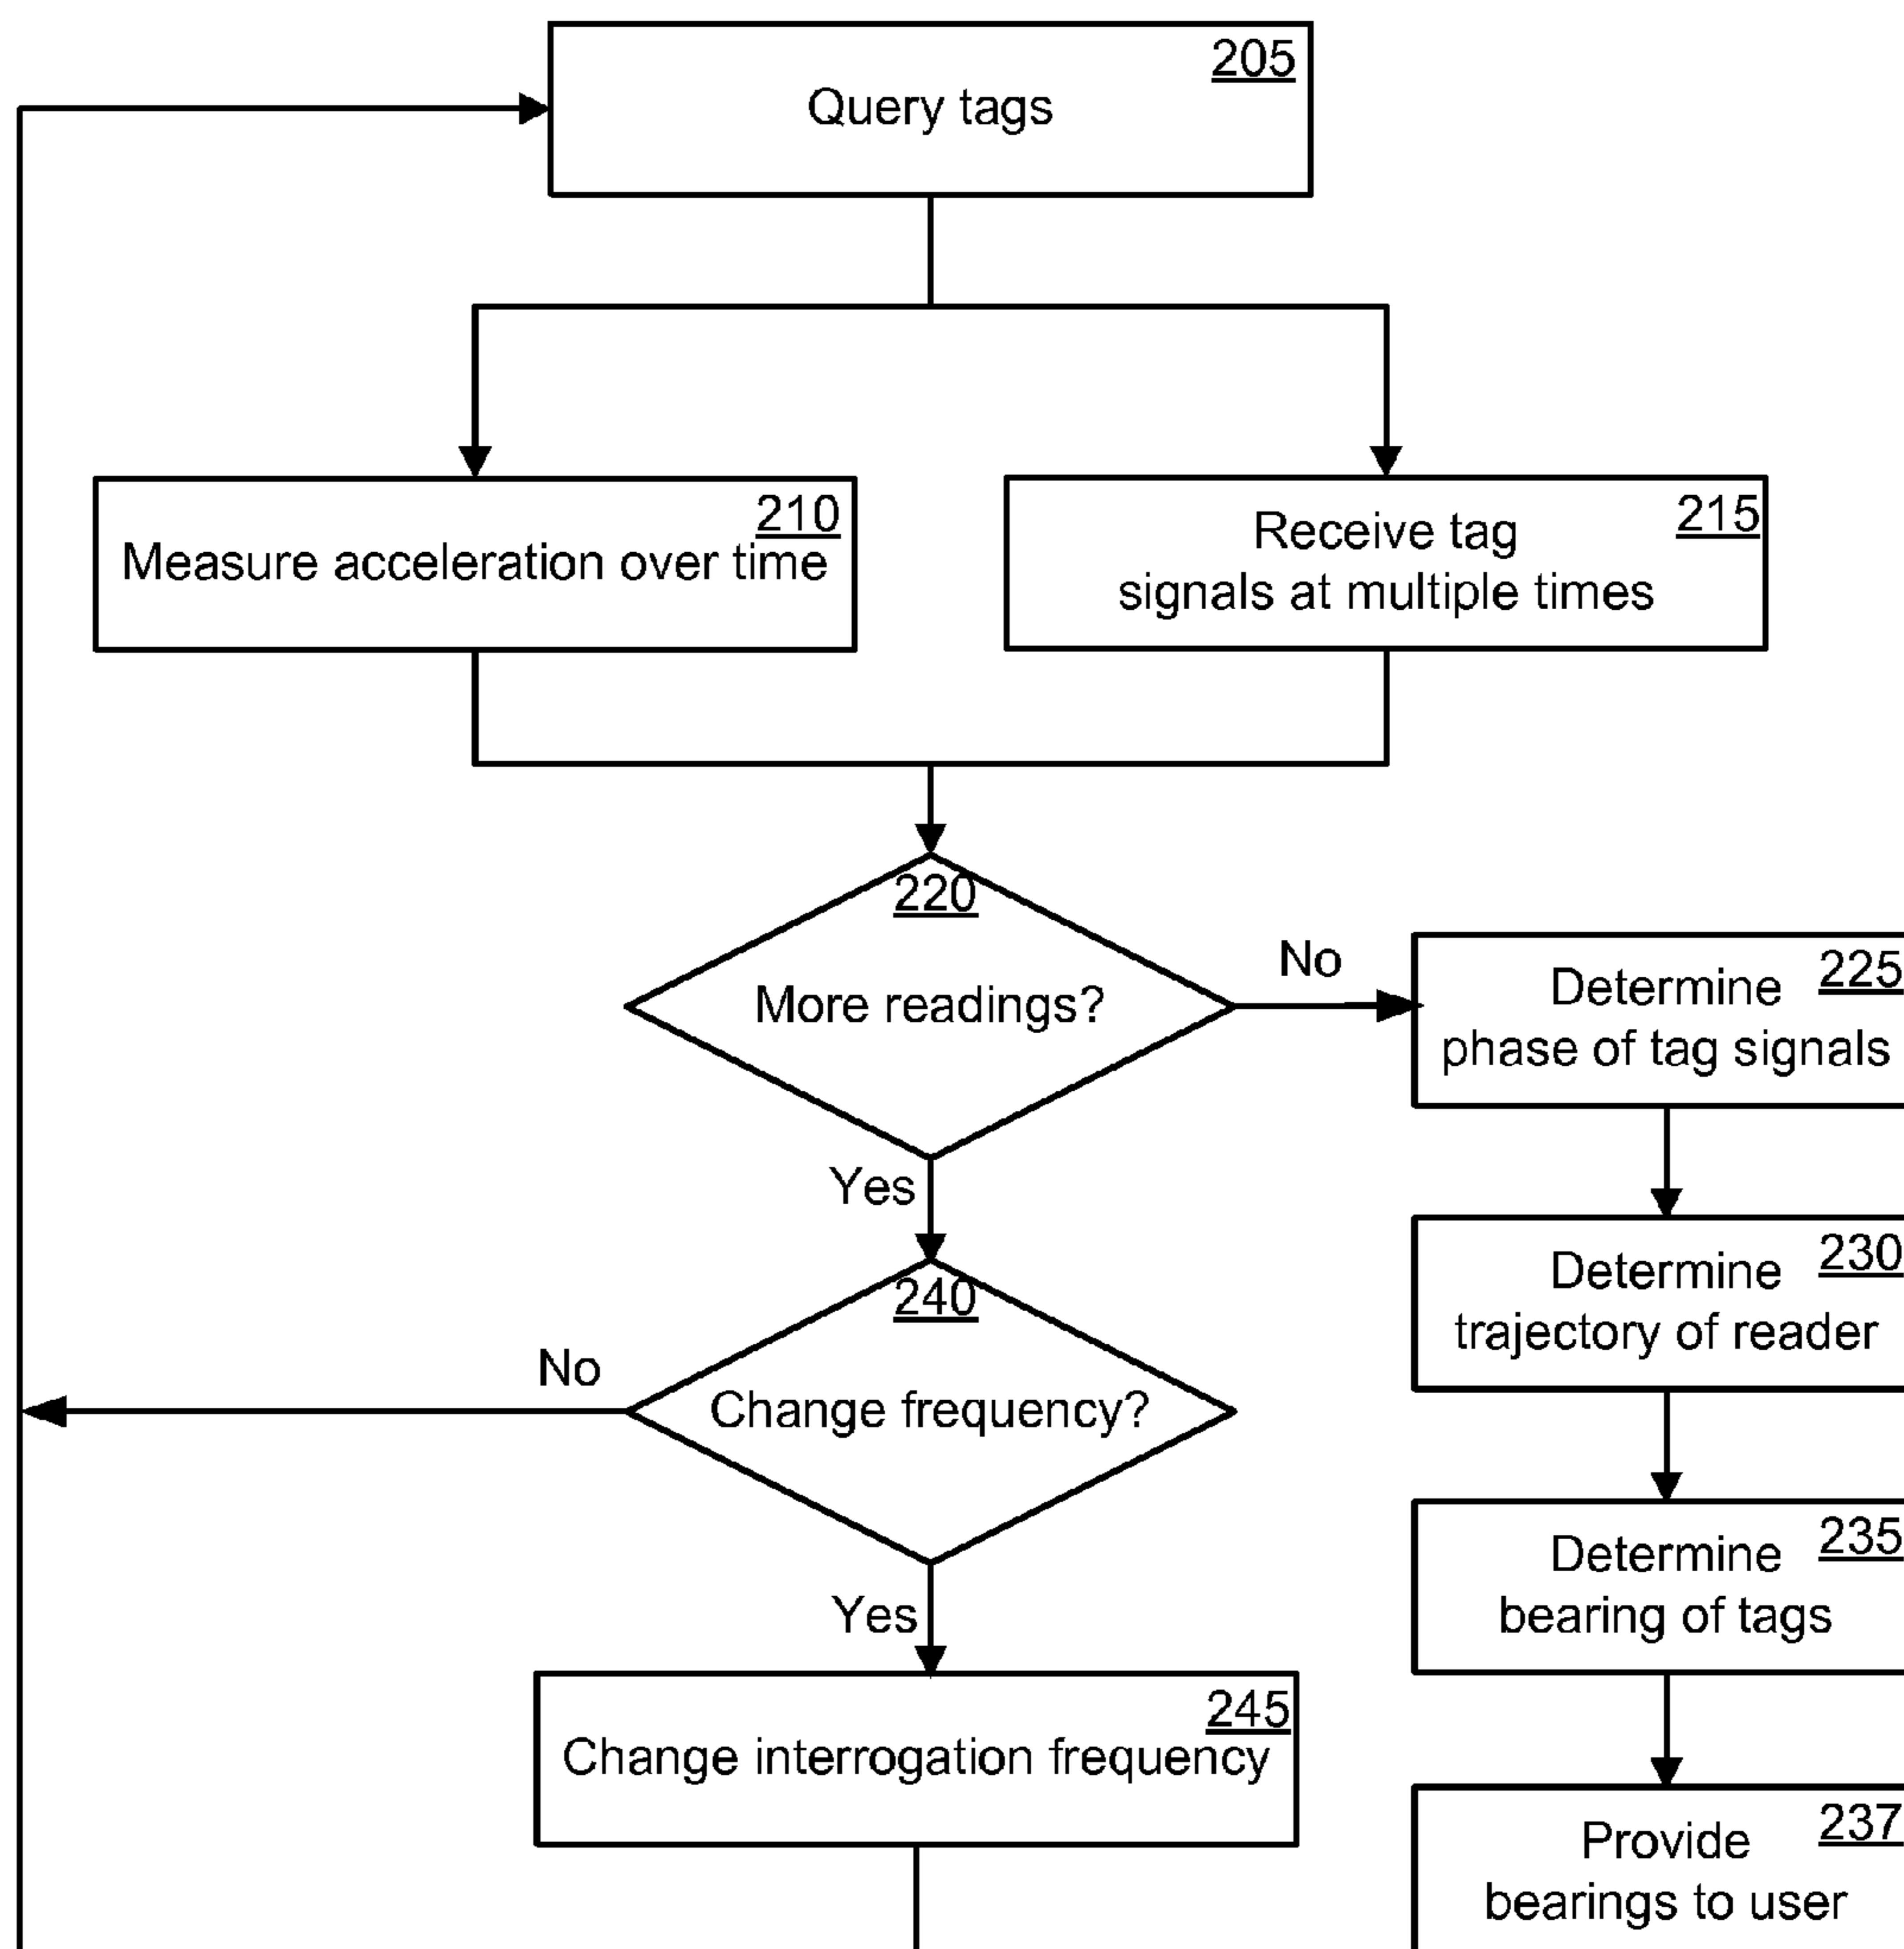 205
Query tags
210
Measure acceleration over time
215
Receive tag
signals at multiple times
220
More readings?
No
225
Determine
phase of tag signals
Yes
230
Determine
trajectory of reader
240
Change frequency?
No
235
Determine
bearing of tags
Yes
245
Change interrogation frequency
237
Provide
bearings to user